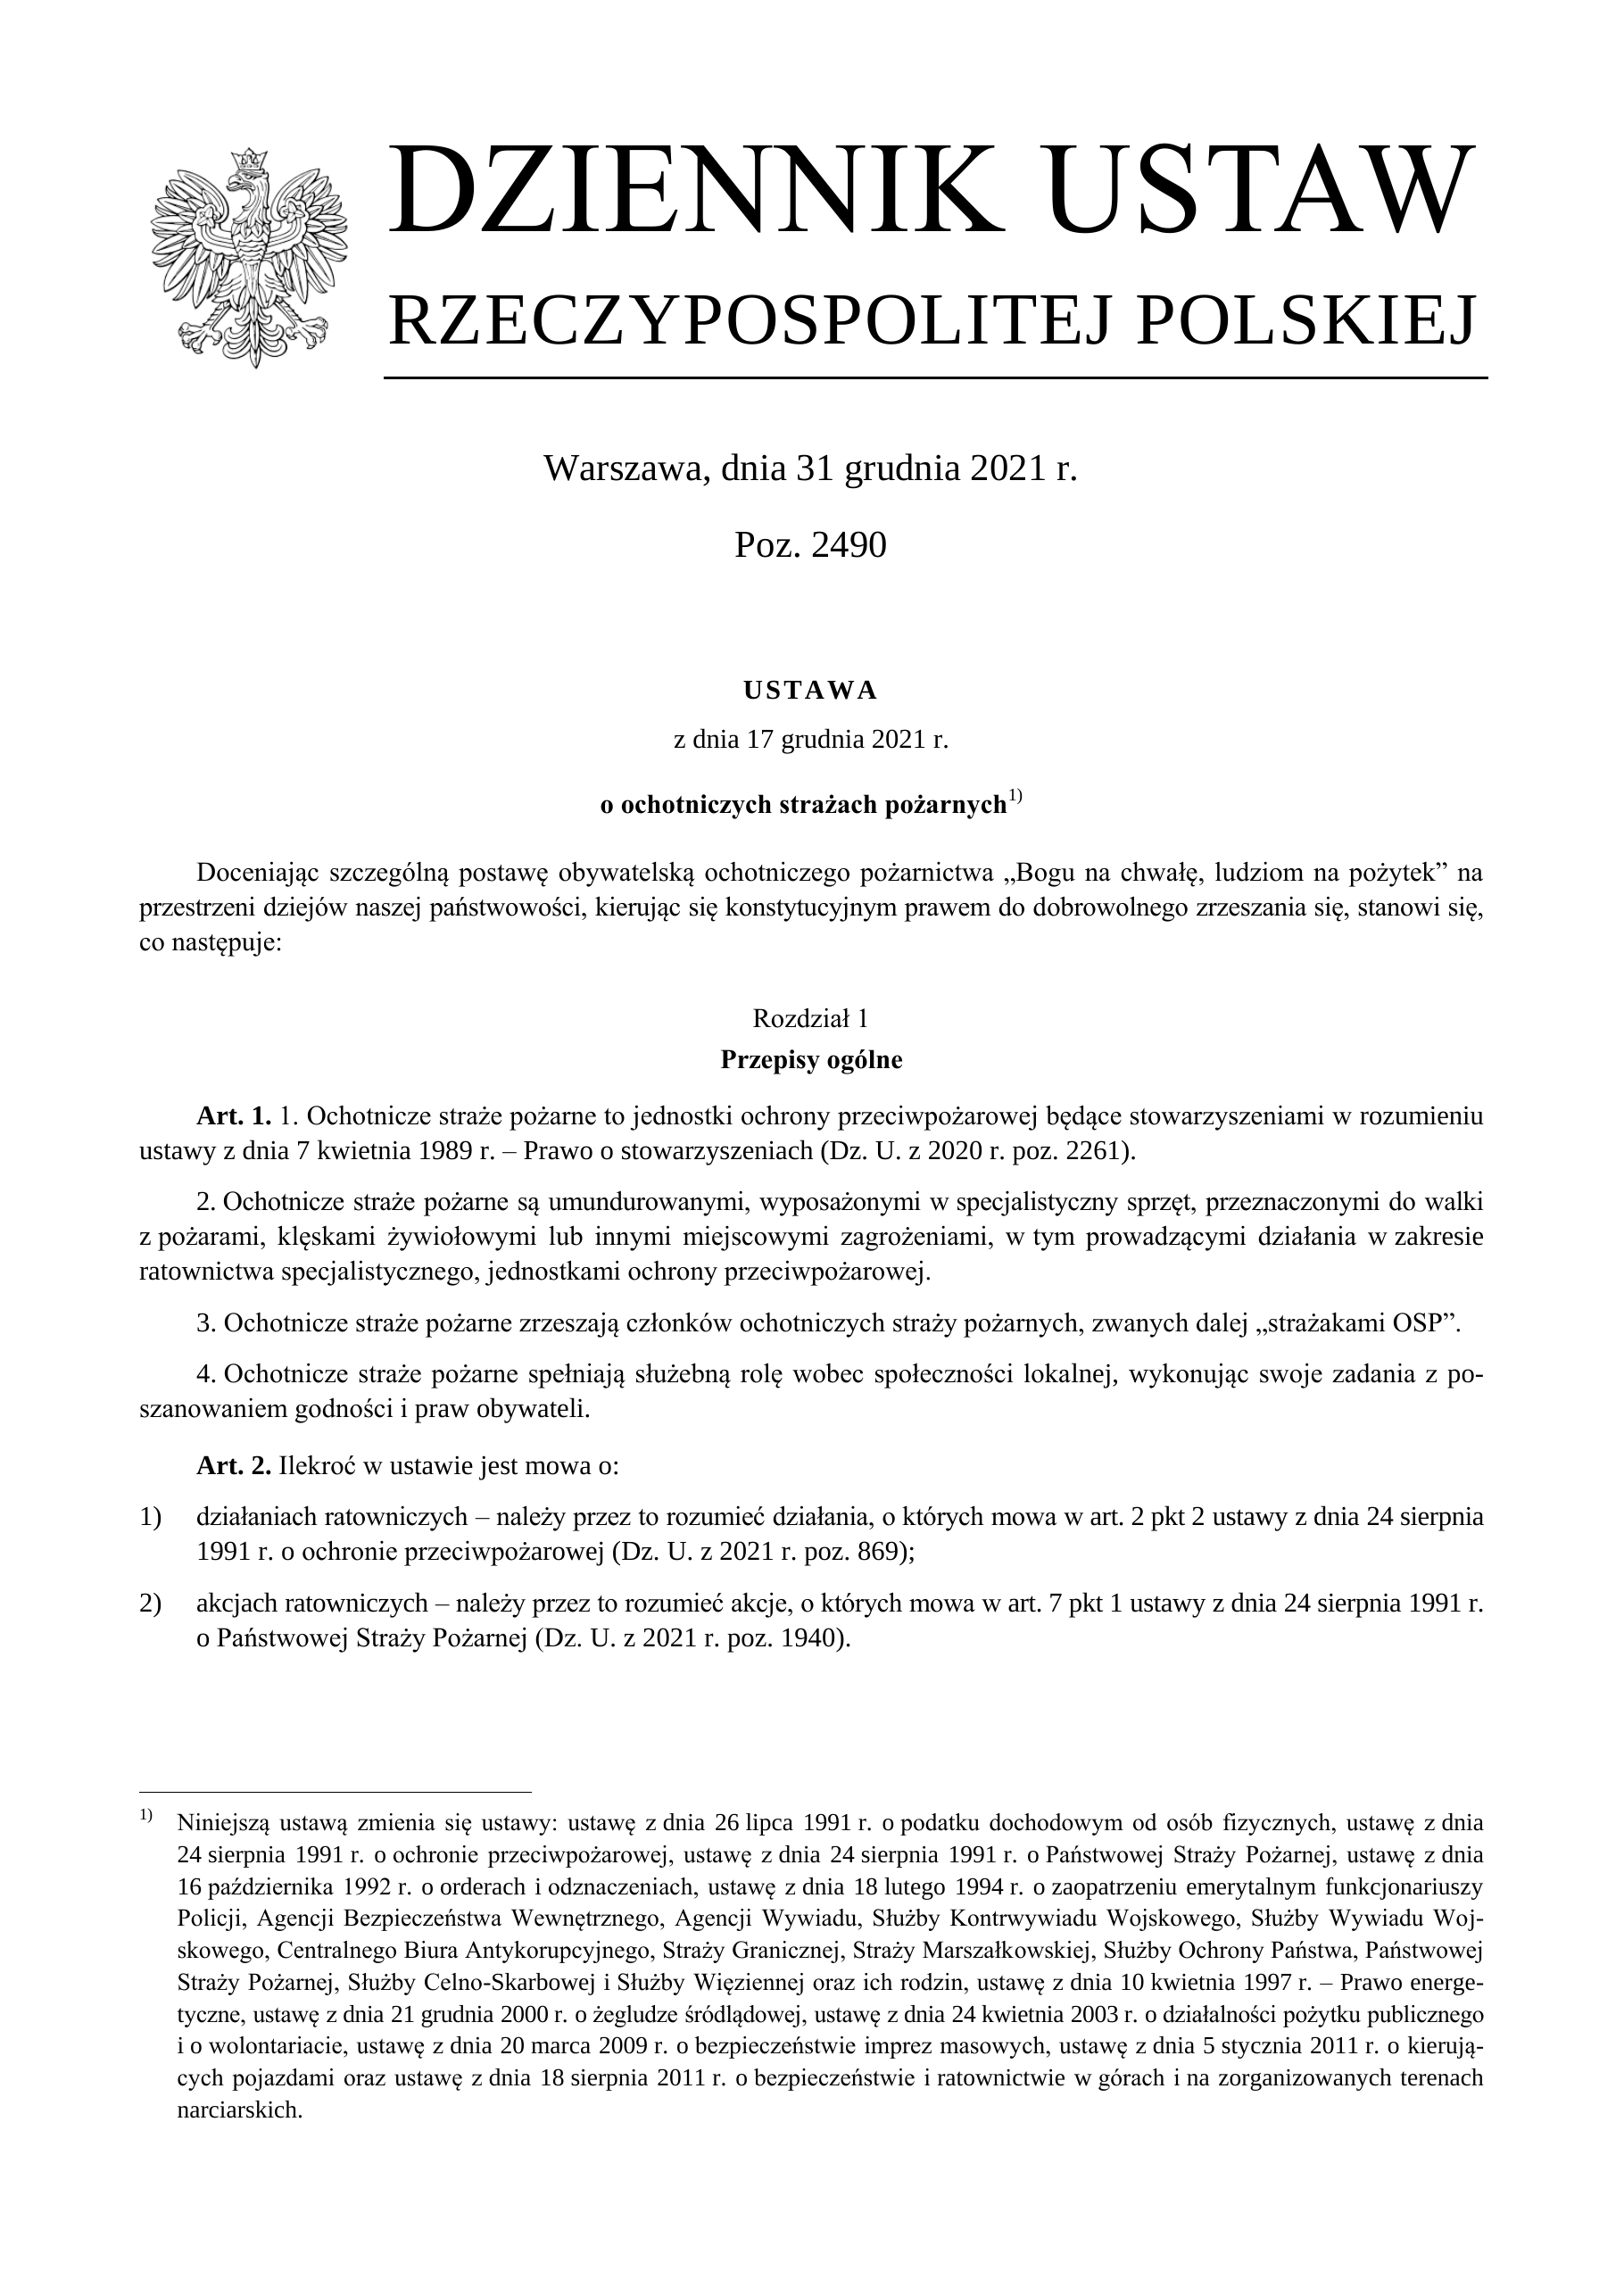 DZIENNIK USTAW
RZECZYPOSPOLITEJ POLSKIEJ
Warszawa, dnia 31 grudnia 2021 r.
Poz. 2490
USTAWA
z dnia 17 grudnia 2021 r.
o ochotniczych strażach pożarnych1)
Doceniając szczególną postawę obywatelską ochotniczego pożarnictwa „Bogu na chwałę, ludziom na pożytek” na
przestrzeni dziejów naszej państwowości, kierując się konstytucyjnym prawem do dobrowolnego zrzeszania się, stanowi się,
co następuje:
Rozdział 1
Przepisy ogólne
Art. 1. 1. Ochotnicze straże pożarne to jednostki ochrony przeciwpożarowej będące stowarzyszeniami w rozumieniu
ustawy z dnia 7 kwietnia 1989 r. – Prawo o stowarzyszeniach (Dz. U. z 2020 r. poz. 2261).
2. Ochotnicze straże pożarne są umundurowanymi, wyposażonymi w specjalistyczny sprzęt, przeznaczonymi do walki
z pożarami, klęskami żywiołowymi lub innymi miejscowymi zagrożeniami, w tym prowadzącymi działania w zakresie
ratownictwa specjalistycznego, jednostkami ochrony przeciwpożarowej.
3. Ochotnicze straże pożarne zrzeszają członków ochotniczych straży pożarnych, zwanych dalej „strażakami OSP”.
4. Ochotnicze straże pożarne spełniają służebną rolę wobec społeczności lokalnej, wykonując swoje zadania z po-
szanowaniem godności i praw obywateli.
Art. 2. Ilekroć w ustawie jest mowa o:
1) działaniach ratowniczych – należy przez to rozumieć działania, o których mowa w art. 2 pkt 2 ustawy z dnia 24 sierpnia
1991 r. o ochronie przeciwpożarowej (Dz. U. z 2021 r. poz. 869);
2) akcjach ratowniczych – należy przez to rozumieć akcje, o których mowa w art. 7 pkt 1 ustawy z dnia 24 sierpnia 1991 r.
o Państwowej Straży Pożarnej (Dz. U. z 2021 r. poz. 1940).
1) Niniejszą ustawą zmienia się ustawy: ustawę z dnia 26 lipca 1991 r. o podatku dochodowym od osób fizycznych, ustawę z dnia
24 sierpnia 1991 r. o ochronie przeciwpożarowej, ustawę z dnia 24 sierpnia 1991 r. o Państwowej Straży Pożarnej, ustawę z dnia
16 października 1992 r. o orderach i odznaczeniach, ustawę z dnia 18 lutego 1994 r. o zaopatrzeniu emerytalnym funkcjonariuszy
Policji, Agencji Bezpieczeństwa Wewnętrznego, Agencji Wywiadu, Służby Kontrwywiadu Wojskowego, Służby Wywiadu Woj-
skowego, Centralnego Biura Antykorupcyjnego, Straży Granicznej, Straży Marszałkowskiej, Służby Ochrony Państwa, Państwowej
Straży Pożarnej, Służby Celno-Skarbowej i Służby Więziennej oraz ich rodzin, ustawę z dnia 10 kwietnia 1997 r. – Prawo energe-
tyczne, ustawę z dnia 21 grudnia 2000 r. o żegludze śródlądowej, ustawę z dnia 24 kwietnia 2003 r. o działalności pożytku publicznego
i o wolontariacie, ustawę z dnia 20 marca 2009 r. o bezpieczeństwie imprez masowych, ustawę z dnia 5 stycznia 2011 r. o kierują-
cych pojazdami oraz ustawę z dnia 18 sierpnia 2011 r. o bezpieczeństwie i ratownictwie w górach i na zorganizowanych terenach
narciarskich.